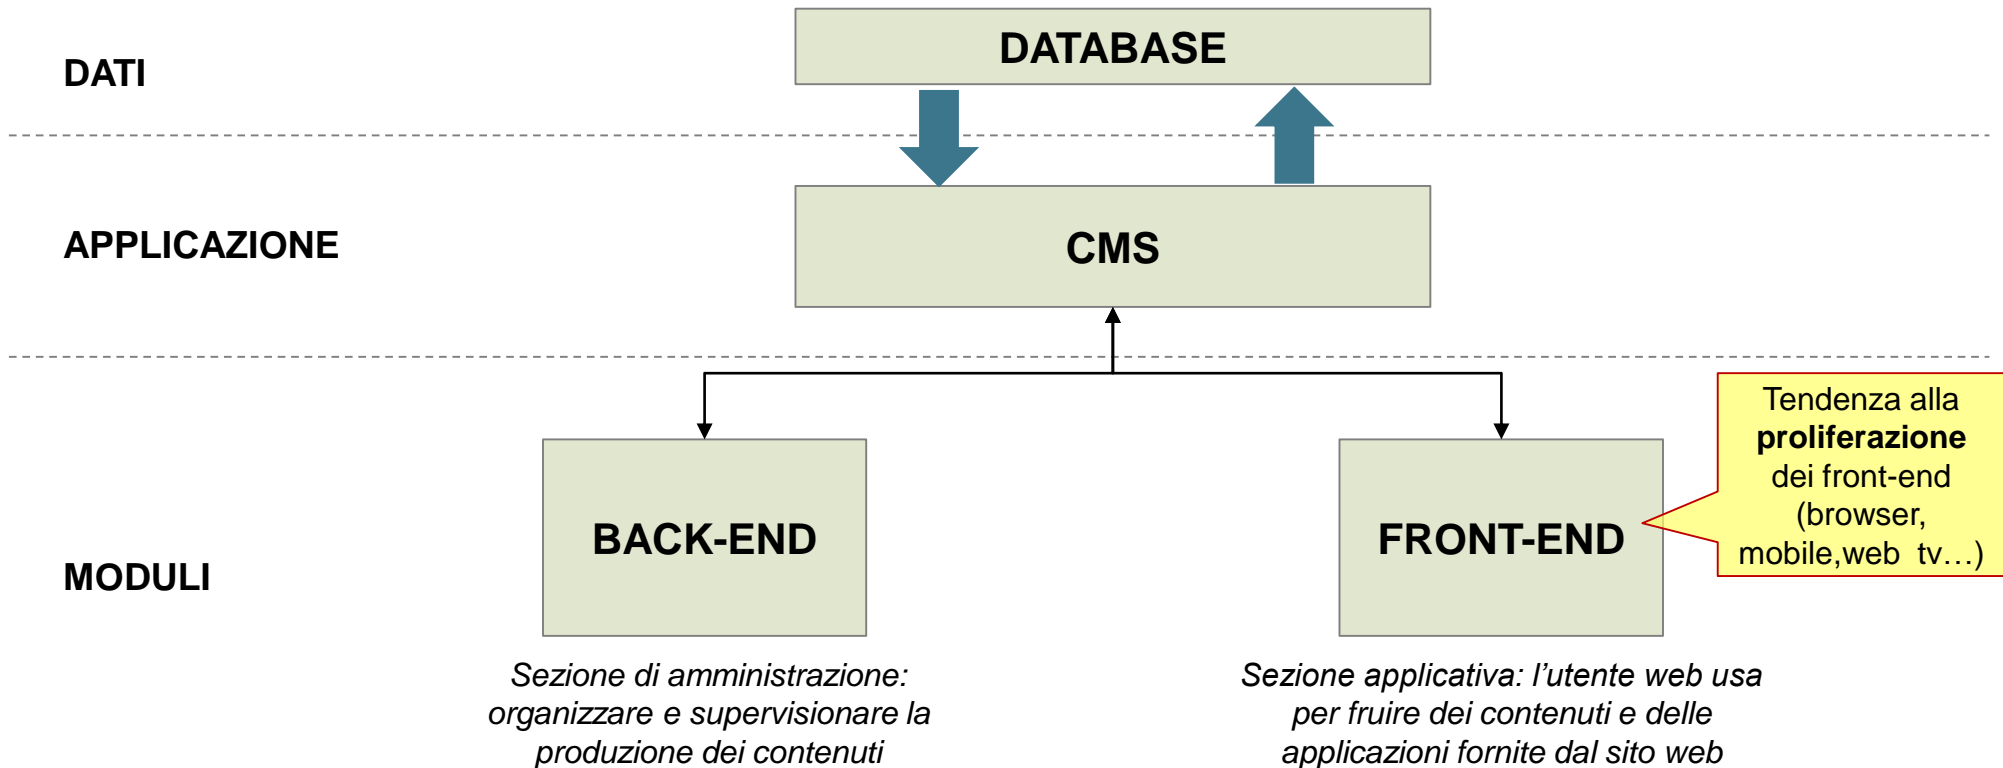 DATABASE
DATI
APPLICAZIONE
CMS
Tendenza alla
proliferazione
dei front-end
(browser,
mobile,web tv…)
BACK-END
FRONT-END
MODULI
Sezione di amministrazione:
organizzare e supervisionare la
produzione dei contenuti
Sezione applicativa: l’utente web usa
per fruire dei contenuti e delle
applicazioni fornite dal sito web